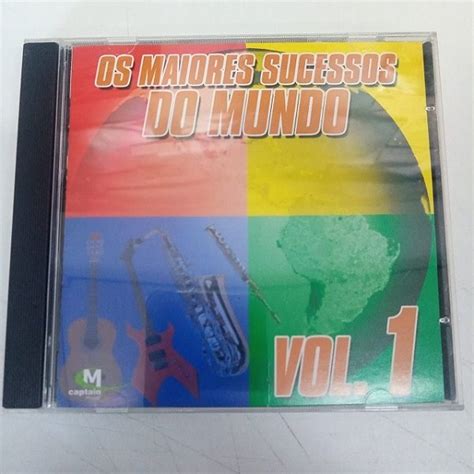 OS MAIORES SUCESSOS
DO MUNDO
VOL. 1
M
captain